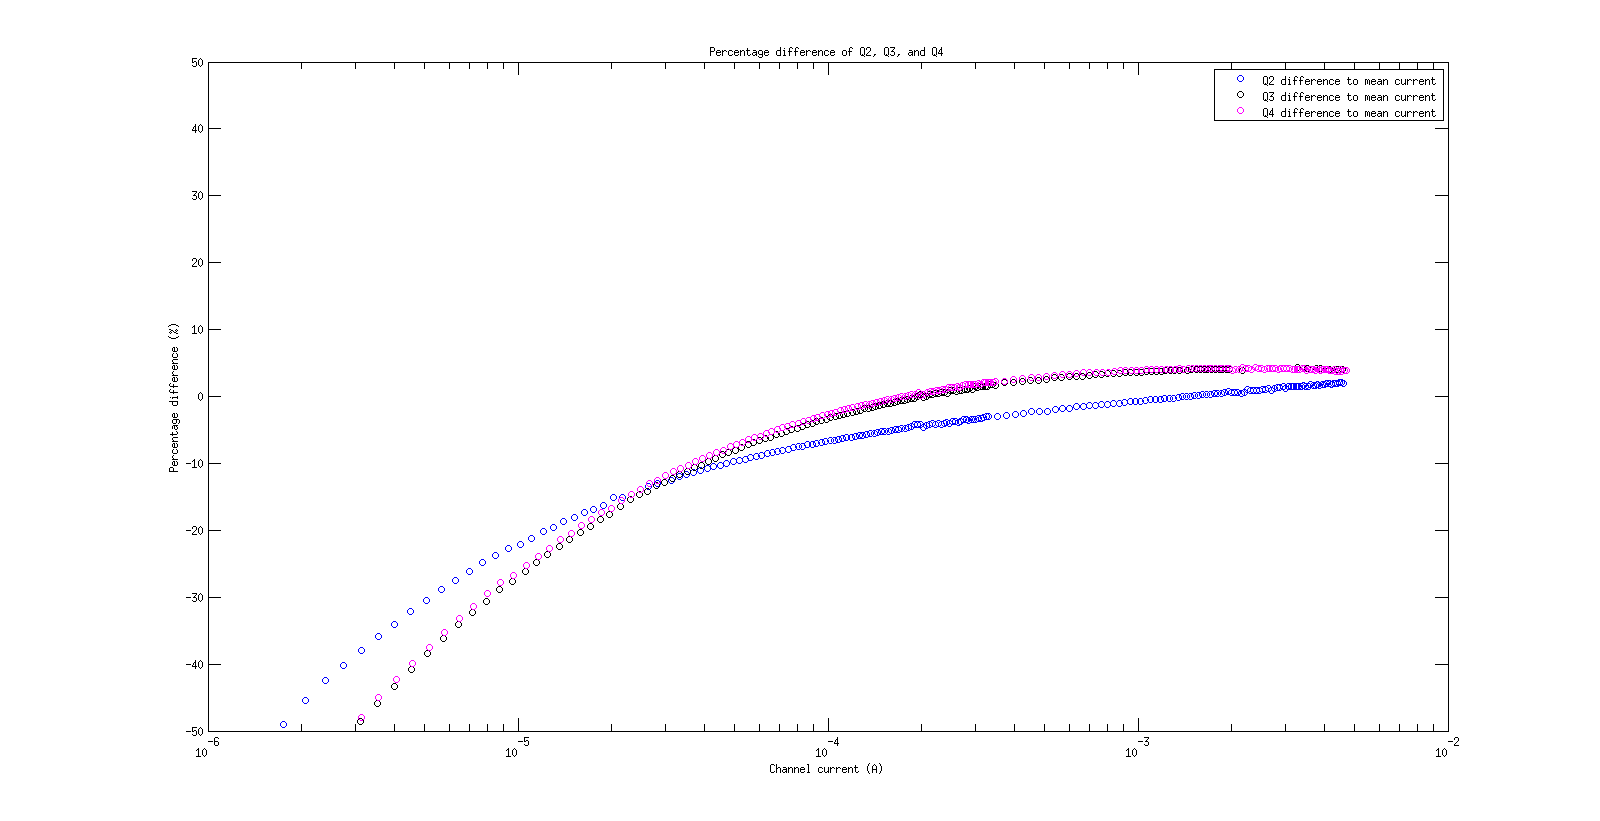 Percentage difference of Q2, Q3, and Q4
Q2 difference to mean current
Q3 difference to mean current
Q4 difference to mean current
50
40
30
20
10
0
-10
-20
-30
-40
-50
Percentage difference (%)
10^-6
10^-5
10^-4
10^-3
10^-2
Channel current (A)